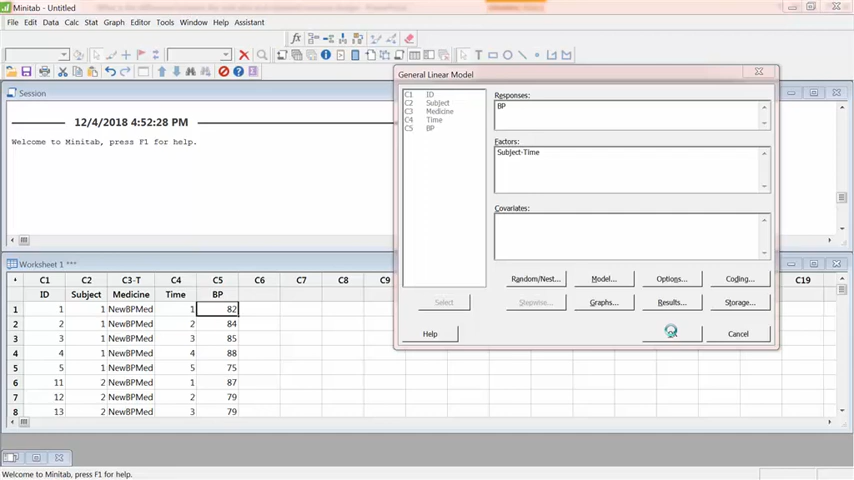 Minitab - Untitled
File Edit Data Calc Stat Graph Editor Tools Window Help Assistant
Session
12/4/2018 4:52:28 PM
Welcome to Minitab, press F1 for help.
General Linear Model
C1 ID
C2 Subject
C3 Medicine
C4 Time
C5 BP
Responses:
BP
Factors:
Subject-Time
Covariates:
Random/Nest... Model... Options... Coding...
Select Stepwise... Graphs... Results... Storage...
Help Cancel
Worksheet 1 ***
C1 C2 C3-T C4 C5 C6 C7 C8 C9 C19
ID Subject Medicine Time BP
1 1 1 NewBPMed 1 82
2 2 1 NewBPMed 2 84
3 3 1 NewBPMed 3 85
4 4 1 NewBPMed 4 88
5 5 1 NewBPMed 5 75
6 11 2 NewBPMed 1 87
7 12 2 NewBPMed 2 79
8 13 2 NewBPMed 3 79
Welcome to Minitab, press F1 for help.